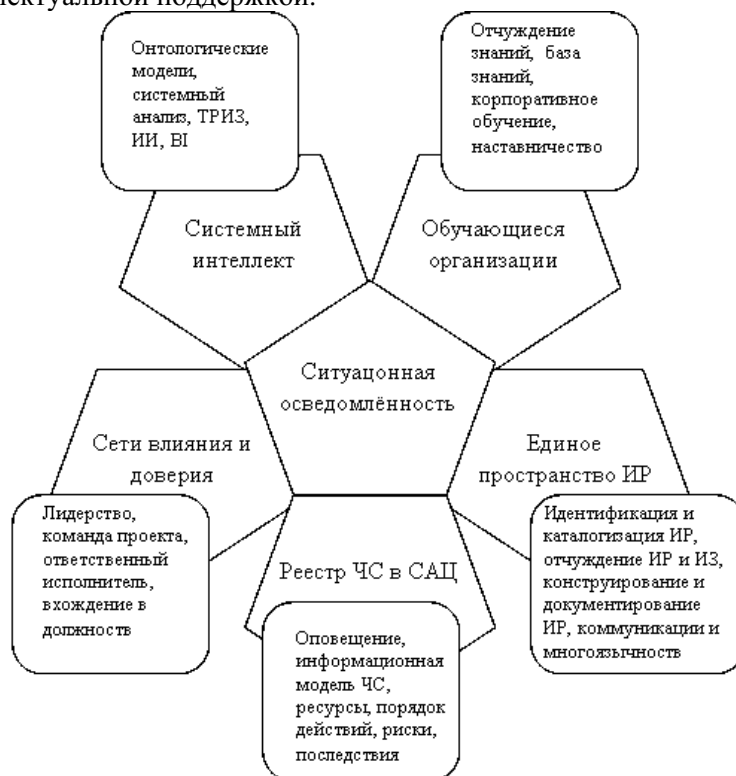 лектуальной поддержкой.
Онтологические
модели,
системный
анализ, ТРИЗ,
ИИ, BI
Отчуждение
знаний, база
знаний,
корпоративное
обучение,
наставничество
Системный
интеллект
Обучающиеся
организации
Ситуацонная
осведомлённость
Сети влияния и
доверия
Единое
пространство ИР
Лидерство,
команда проекта,
ответственный
исполнитель,
вхождение в
должность
Реестр ЧС в САЦ
Идентификация и
каталогизация ИР,
отчуждение ИР и ИЗ,
конструирование и
документирование
ИР, коммуникации и
многоязычность
Оповещение,
информационная
модель ЧС,
ресурсы, порядок
действий, риски,
последствия